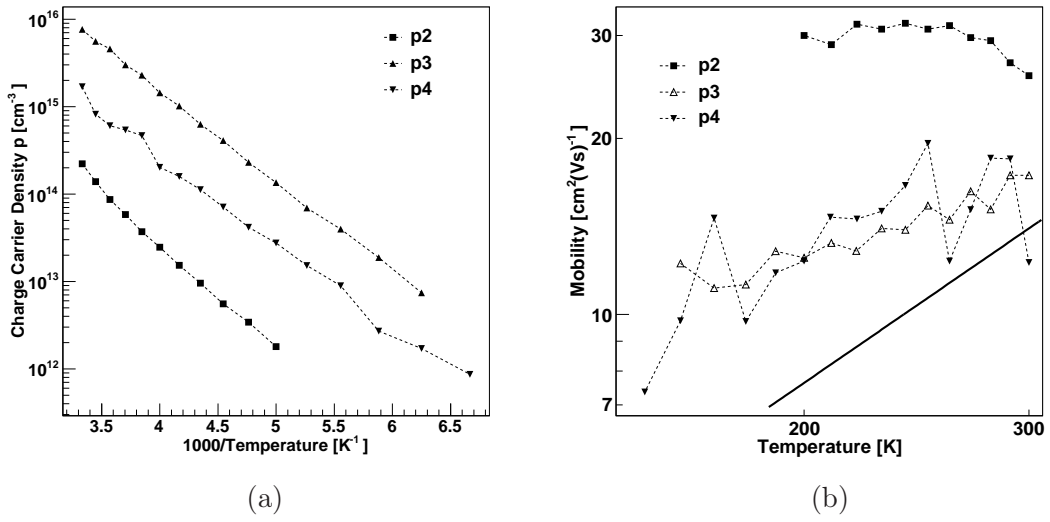 10^16
10^15
10^14
10^13
10^12
Charge Carrier Density p [cm^-3]
p2
p3
p4
3.5 4 4.5 5 5.5 6 6.5
1000/Temperature [K^-1]
(a)
30
20
10
7
Mobility [cm^2(Vs)^-1]
p2
p3
p4
200 300
Temperature [K]
(b)